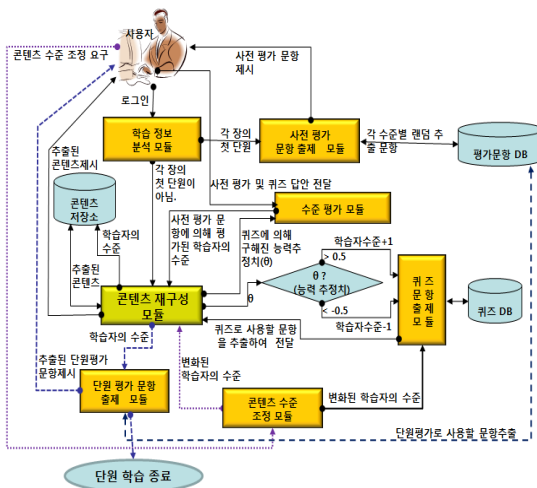 콘텐츠 수준 조정 요구
사용자
사전 평가 문항
제시
로그인
학습 정보
분석 모듈
각 장의
첫 단원
사전 평가
문항 출제 모듈
각 수준별 랜덤 추
출 문항
평가문항 DB
추출된
콘텐츠제시
각 장의
첫 단원이
아님.
사전 평가 및 퀴즈 답안 전달
콘텐츠
저장소
수준 평가 모듈
학습자의
수준
사전 평가 문
항에 의해 평
가된 학습자의
수준
퀴즈에 의해
구해진 능력추
정치(θ)
추출된
콘텐츠
> 0.5
학습자수준+1
θ ?
(능력 추정치)
θ
< -0.5
학습자수준-1
퀴즈
문항
출제
모듈
퀴즈 DB
콘텐츠 재구성
모듈
학습자의 수준
퀴즈로 사용할 문항
을 추출하여 전달
추출된 단원평가
문항제시
변화된
학습자의 수준
단원 평가 문항
출제 모듈
콘텐츠 수준
조정 모듈
변화된 학습자의 수준
단원평가로 사용할 문항추출
단원 학습 종료